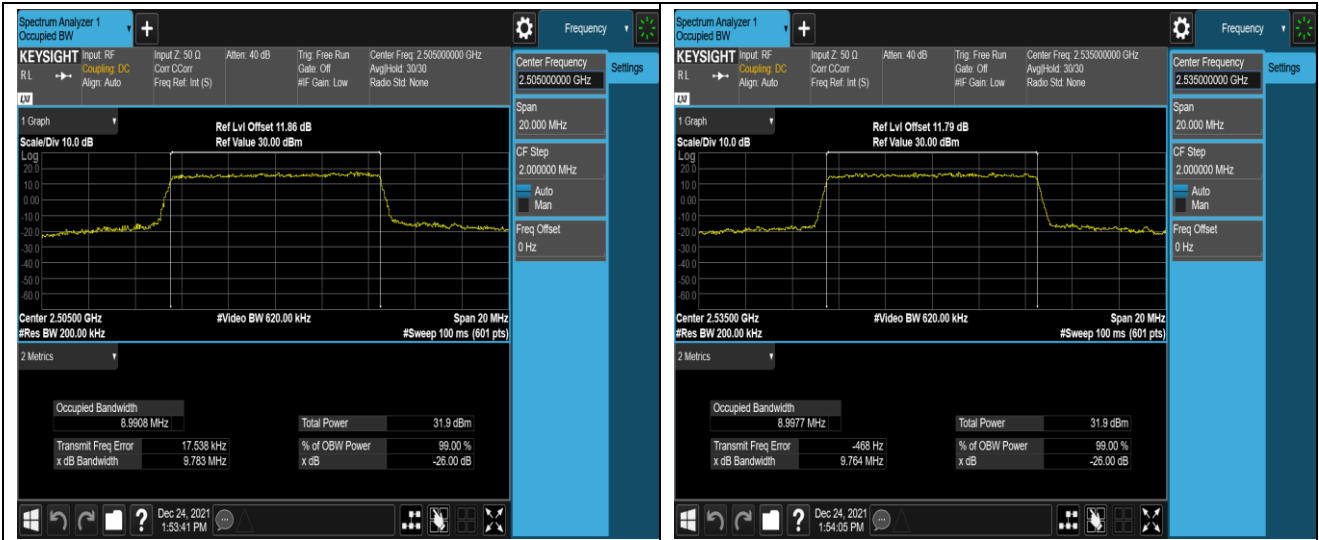 Spectrum Analyzer 1
Occupied BW
+
Frequency
KEYSIGHT
RL
LXI
Input: RF
Coupling: DC
Align: Auto
Input Z: 50 Ω
Corr CCorr
Freq Ref: Int (S)
Atten: 40 dB
Trig: Free Run
Gate: Off
#IF Gain: Low
Center Freq: 2.505000000 GHz
Avg|Hold: 30/30
Radio Std: None
Center Frequency
2.505000000 GHz
Settings
Span
20.000 MHz
CF Step
2.000000 MHz
Auto
Man
Freq Offset
0 Hz
1 Graph
Scale/Div 10.0 dB
Ref Lvl Offset 11.86 dB
Ref Value 30.00 dBm
Log
20.0
10.0
0.00
-10.0
-20.0
-30.0
-40.0
-50.0
-60.0
Center 2.50500 GHz
#Video BW 620.00 kHz
Span 20 MHz
#Res BW 200.00 kHz
#Sweep 100 ms (601 pts)
2 Metrics
Occupied Bandwidth
8.9908 MHz
Total Power 31.9 dBm
Transmit Freq Error 17.538 kHz
% of OBW Power 99.00 %
x dB Bandwidth 9.783 MHz
x dB -26.00 dB
?
Dec 24, 2021
1:53:41 PM
Spectrum Analyzer 1
Occupied BW
+
Frequency
KEYSIGHT
RL
LXI
Input: RF
Coupling: DC
Align: Auto
Input Z: 50 Ω
Corr CCorr
Freq Ref: Int (S)
Atten: 40 dB
Trig: Free Run
Gate: Off
#IF Gain: Low
Center Freq: 2.535000000 GHz
Avg|Hold: 30/30
Radio Std: None
Center Frequency
2.535000000 GHz
Settings
Span
20.000 MHz
CF Step
2.000000 MHz
Auto
Man
Freq Offset
0 Hz
1 Graph
Scale/Div 10.0 dB
Ref Lvl Offset 11.79 dB
Ref Value 30.00 dBm
Log
20.0
10.0
0.00
-10.0
-20.0
-30.0
-40.0
-50.0
-60.0
Center 2.53500 GHz
#Video BW 620.00 kHz
Span 20 MHz
#Res BW 200.00 kHz
#Sweep 100 ms (601 pts)
2 Metrics
Occupied Bandwidth
8.9977 MHz
Total Power 31.9 dBm
Transmit Freq Error -468 Hz
% of OBW Power 99.00 %
x dB Bandwidth 9.764 MHz
x dB -26.00 dB
?
Dec 24, 2021
1:54:05 PM